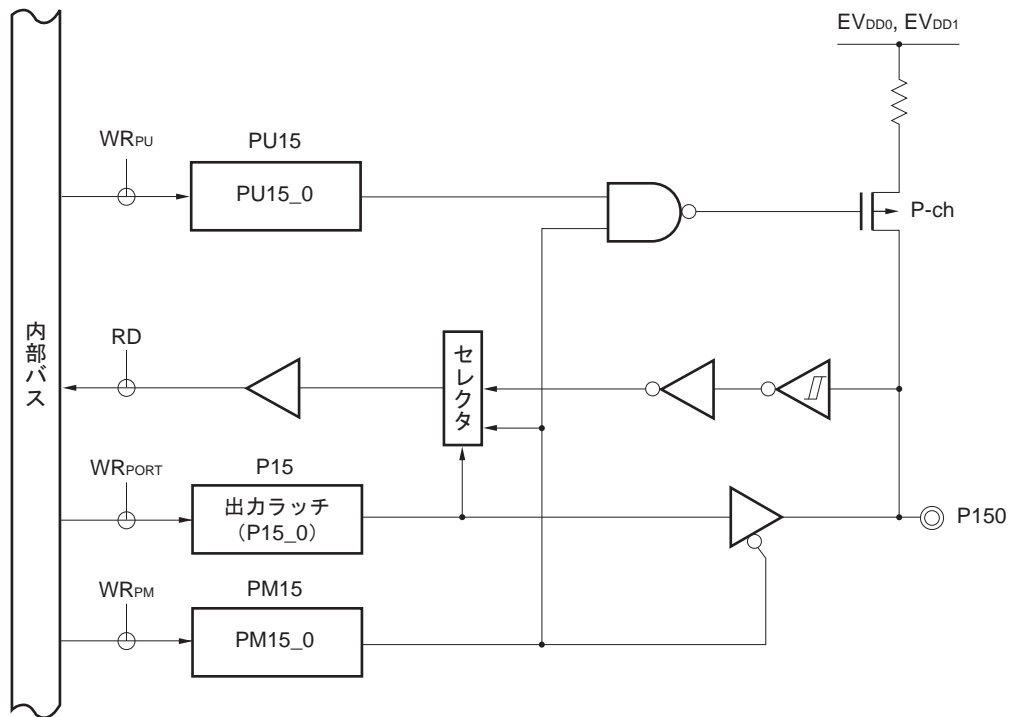 EVDD0, EVDD1
WRPU
PU15
PU15_0
P-ch
内部バス
RD
セレクタ
WRPORT
P15
出力ラッチ
（P15_0）
P150
WRPM
PM15
PM15_0